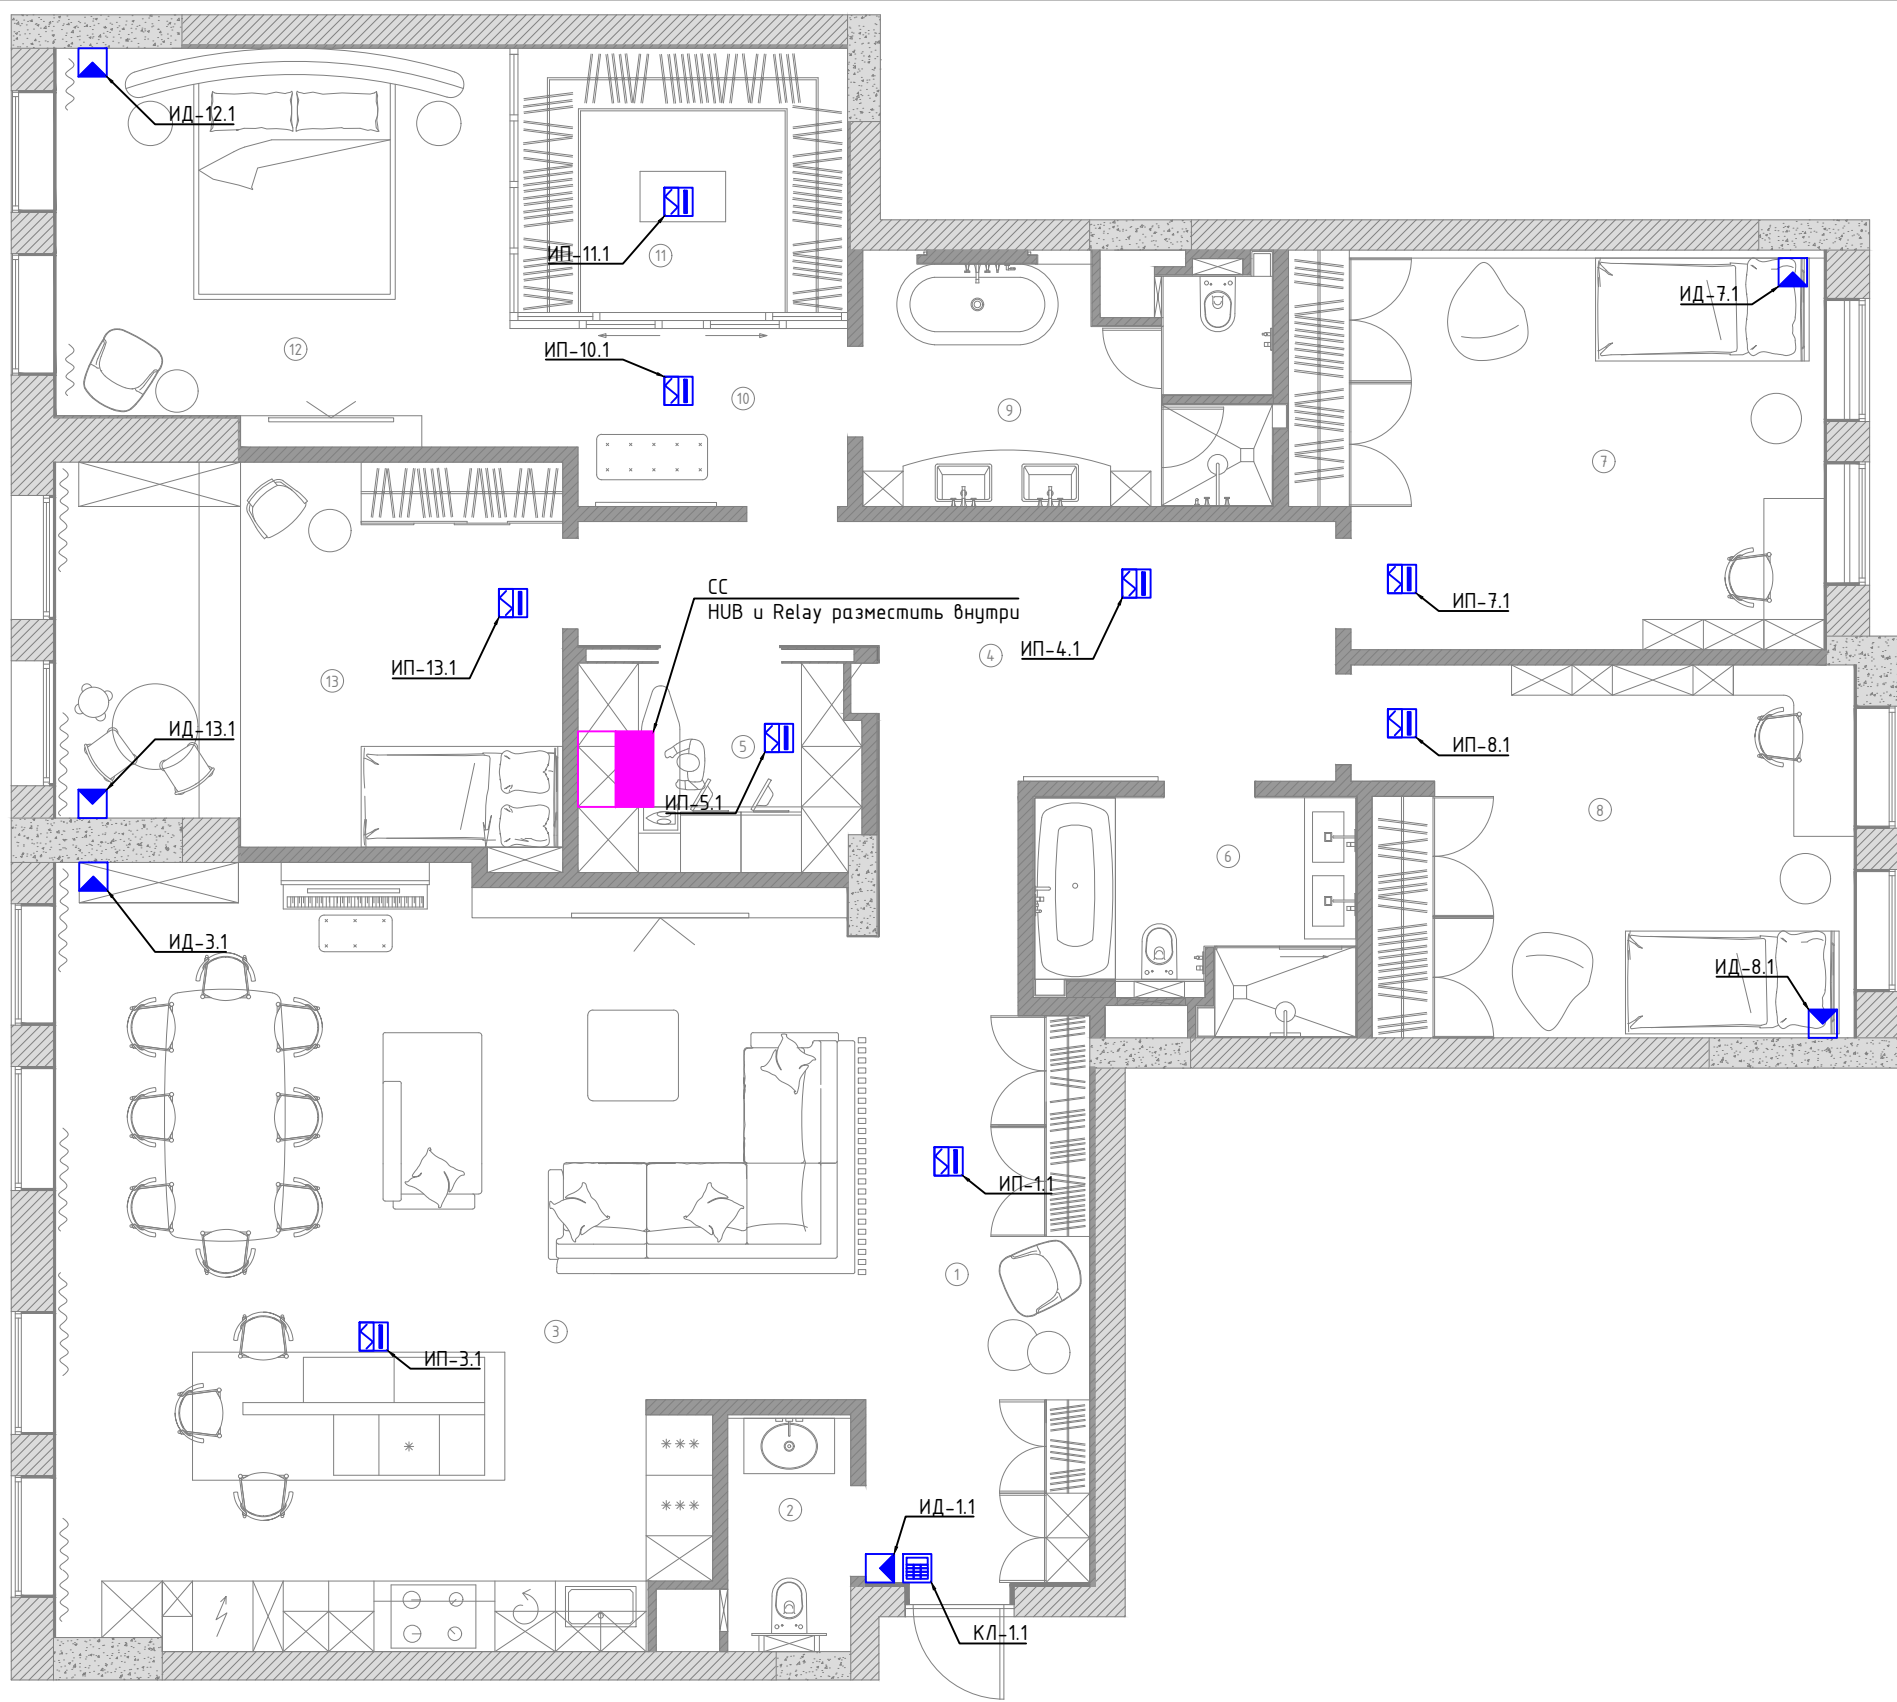 ИД-12.1
ИП-11.1
11
ИД-7.1
12
ИП-10.1
10
9
7
СС
HUB и Relay разместить внутри
ИП-7.1
ИП-4.1
4
ИП-13.1
13
ИД-13.1
5
ИП-8.1
ИП-5.1
8
6
ИД-3.1
ИД-8.1
ИП-1.1
1
3
ИП-3.1
2
ИД-1.1
КЛ-1.1